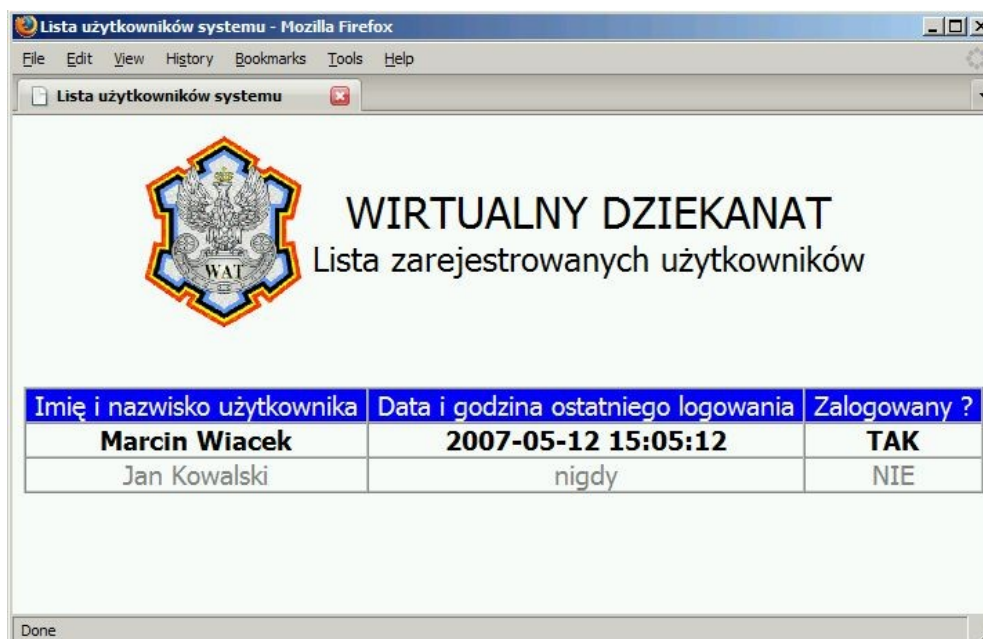 Lista użytkowników systemu - Mozilla Firefox
File Edit View History Bookmarks Tools Help
Lista użytkowników systemu
WAT
WIRTUALNY DZIEKANAT
Lista zarejestrowanych użytkowników
Imię i nazwisko użytkownika Data i godzina ostatniego logowania Zalogowany ?
Marcin Wiacek 2007-05-12 15:05:12 TAK
Jan Kowalski nigdy NIE
Done